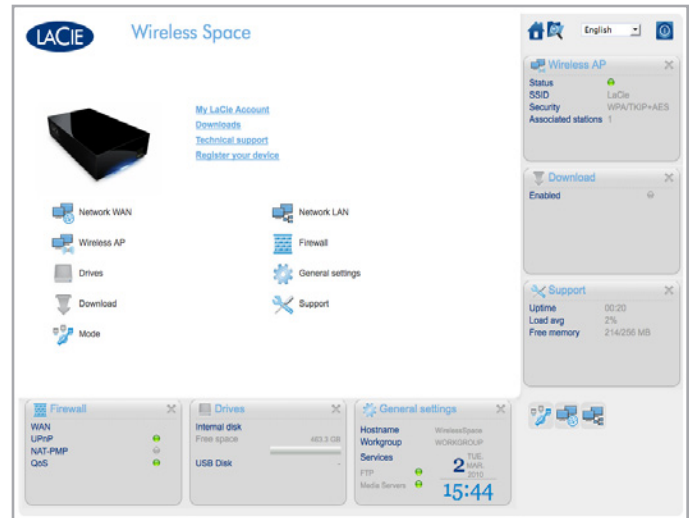 LACIE
Wireless Space
English
My LaCie Account
Downloads
Technical support
Register your device
Network WAN
Network LAN
Wireless AP
Firewall
Drives
General settings
Download
Support
Mode
Wireless AP
Status
SSID LaCie
Security WPA/TKIP+AES
Associated stations 1
Download
Enabled
Support
Uptime 00:20
Load avg 2%
Free memory 214/256 MB
Firewall
WAN
UPnP
NAT-PMP
QoS
Drives
Internal disk
Free space 463.3 GB
USB Disk -
General settings
Hostname WirelessSpace
Workgroup WORKGROUP
Services
FTP
Media Servers
2 TUE. MAR. 2010
15:44